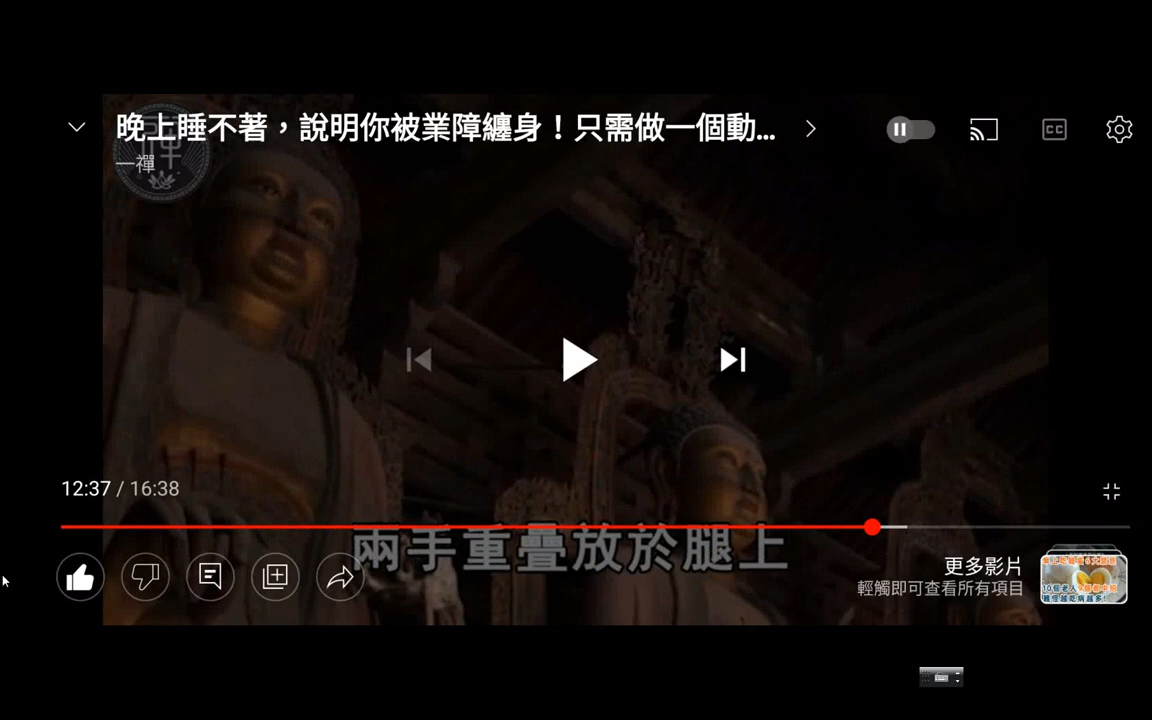 晚上睡不著，說明你被業障纏身！只需做一個動...
一禪
禪
CC
12:37 / 16:38
兩手重疊放於腿上
更多影片
輕觸即可查看所有項目